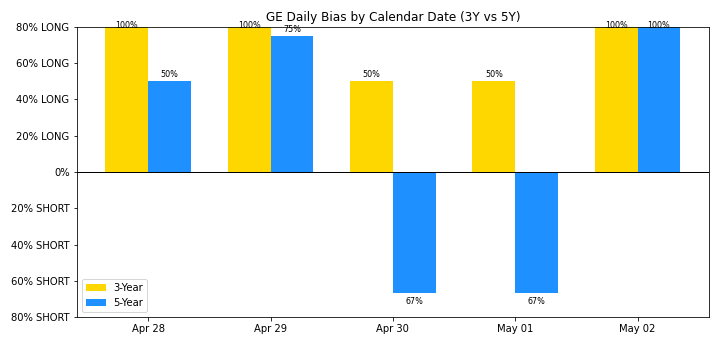 GE Daily Bias by Calendar Date (3Y vs 5Y)
80% LONG
60% LONG
40% LONG
20% LONG
0%
20% SHORT
40% SHORT
60% SHORT
80% SHORT
100%
50%
100%
75%
50%
67%
50%
67%
100%
100%
3-Year
5-Year
Apr 28
Apr 29
Apr 30
May 01
May 02